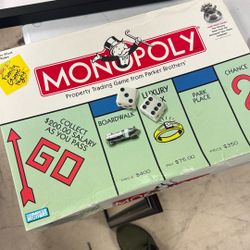 MONOPOLY
Property Trading Game from Parker Brothers
COLLECT
$200.00 SALARY
AS YOU PASS
GO
BOARDWALK
PRICE $400
LUXURY
PAY $75.00
PARK
PLACE
PRICE $350
CHANCE